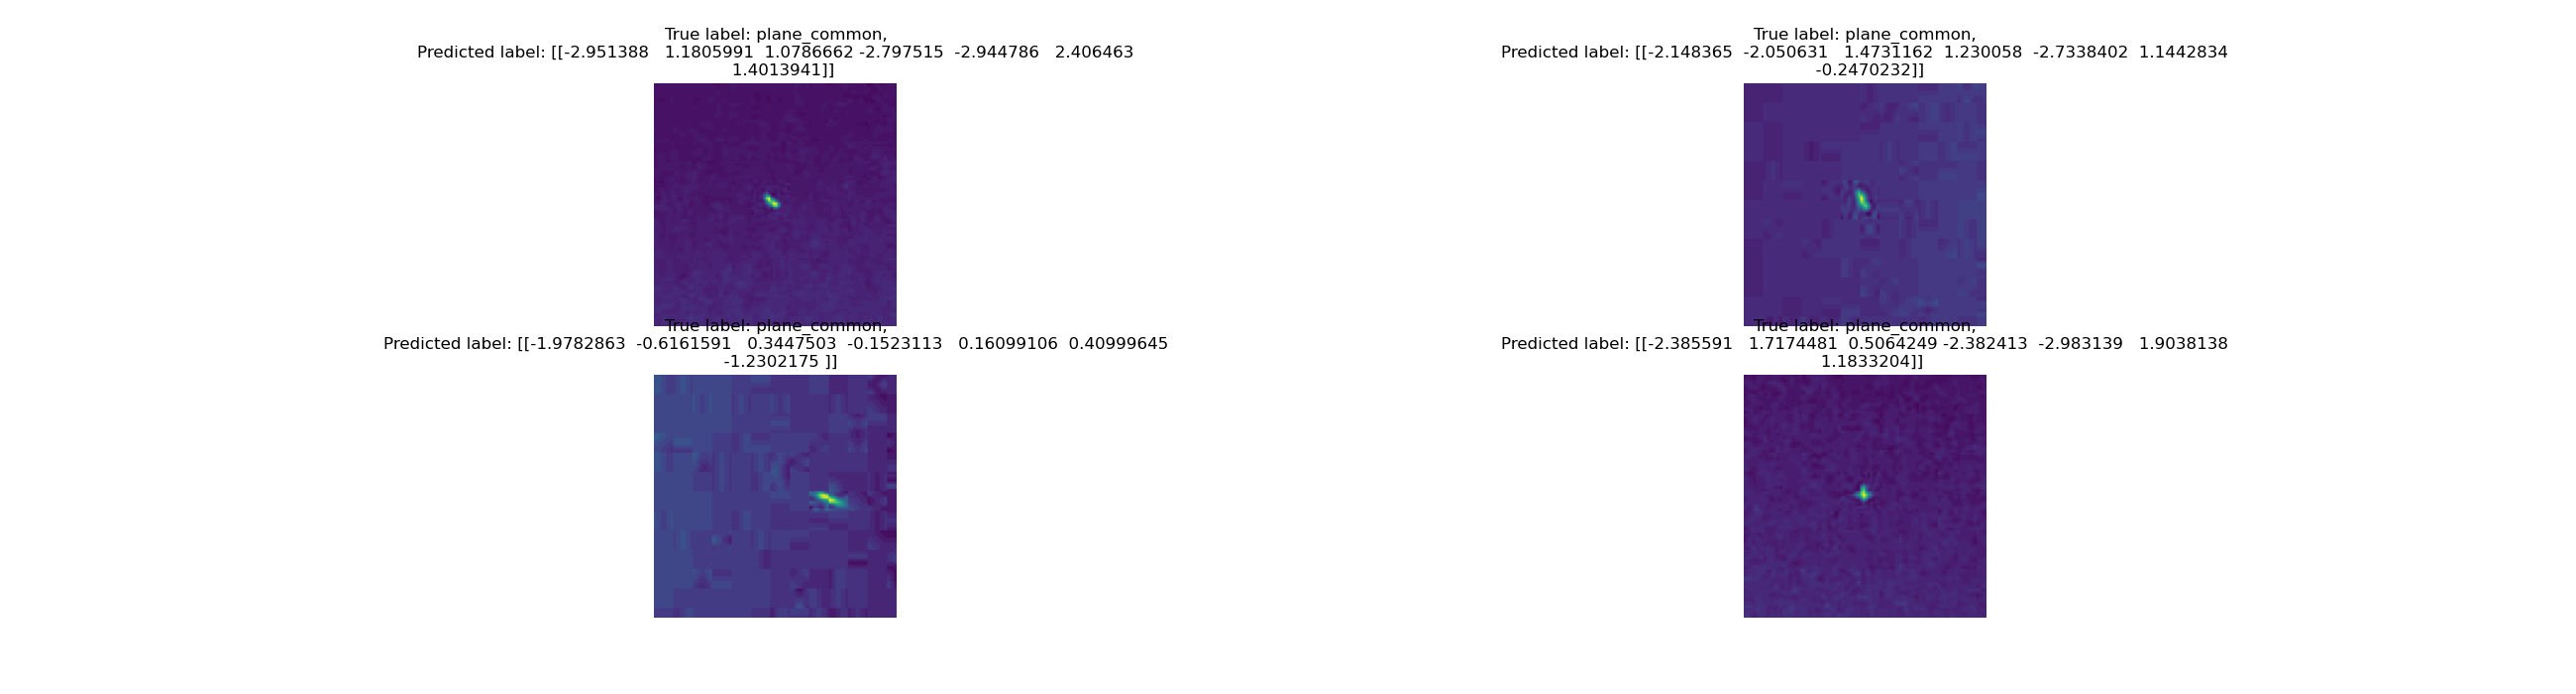 True label: plane_common,
Predicted label: [[-2.951388 1.1805991 1.0786662 -2.797515 -2.944786 2.406463
1.4013941]]
True label: plane_common,
Predicted label: [[-2.148365 -2.050631 1.4731162 1.230058 -2.7338402 1.1442834
-0.2470232]]
True label: plane_common,
Predicted label: [[-1.9782863 -0.6161591 0.3447503 -0.1523113 0.16099106 0.40999645
-1.2302175 ]]
True label: plane_common,
Predicted label: [[-2.385591 1.7174481 0.5064249 -2.382413 -2.983139 1.9038138
1.1833204]]